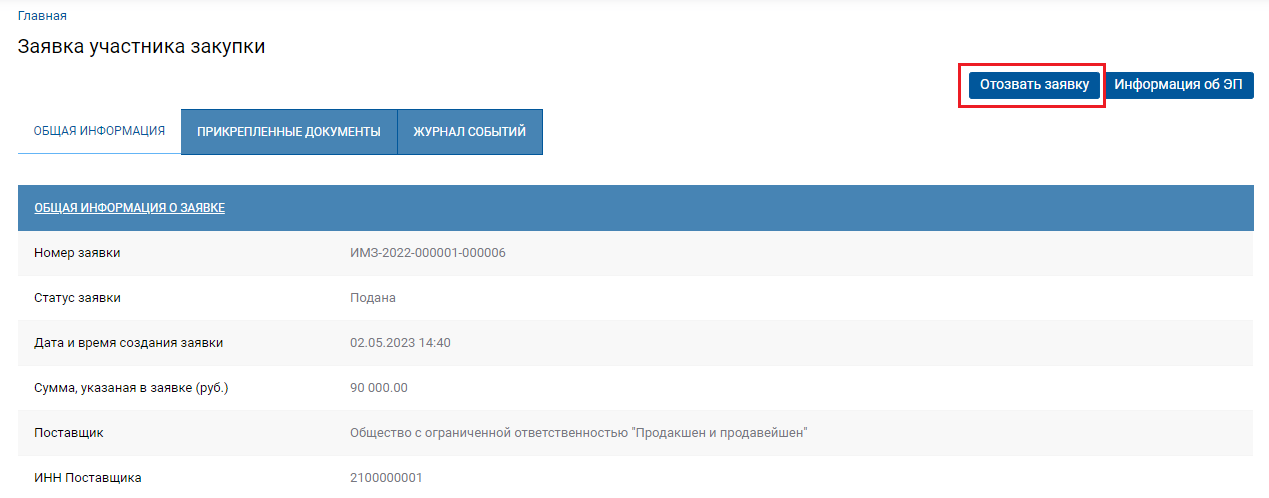 Главная
Заявка участника закупки
Отозвать заявку Информация об ЭП
ОБЩАЯ ИНФОРМАЦИЯ ПРИКРЕПЛЕННЫЕ ДОКУМЕНТЫ ЖУРНАЛ СОБЫТИЙ
ОБЩАЯ ИНФОРМАЦИЯ О ЗАЯВКЕ
Номер заявки ИМЗ-2022-000001-000006
Статус заявки Подана
Дата и время создания заявки 02.05.2023 14:40
Сумма, указаная в заявке (руб.) 90 000.00
Поставщик Общество с ограниченной ответственностью "Продакшен и продавейшен"
ИНН Поставщика 2100000001